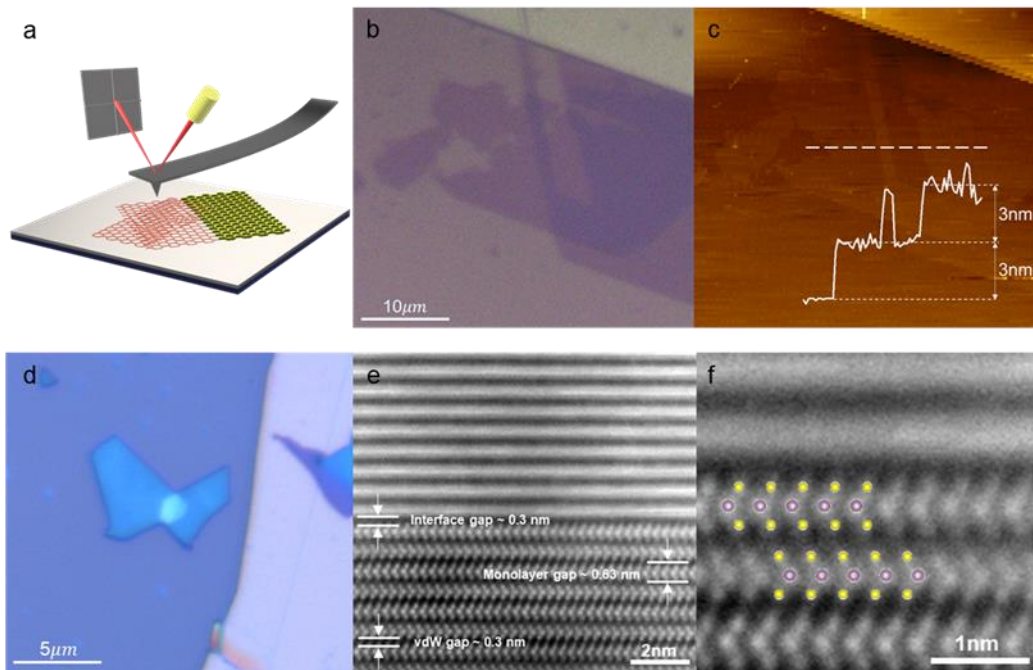 a
b
c
10μm
3nm
3nm
d
e
f
Interface gap ~ 0.3 nm
Monolayer gap ~ 0.63 nm
vdW gap ~ 0.3 nm
5μm
2nm
1nm